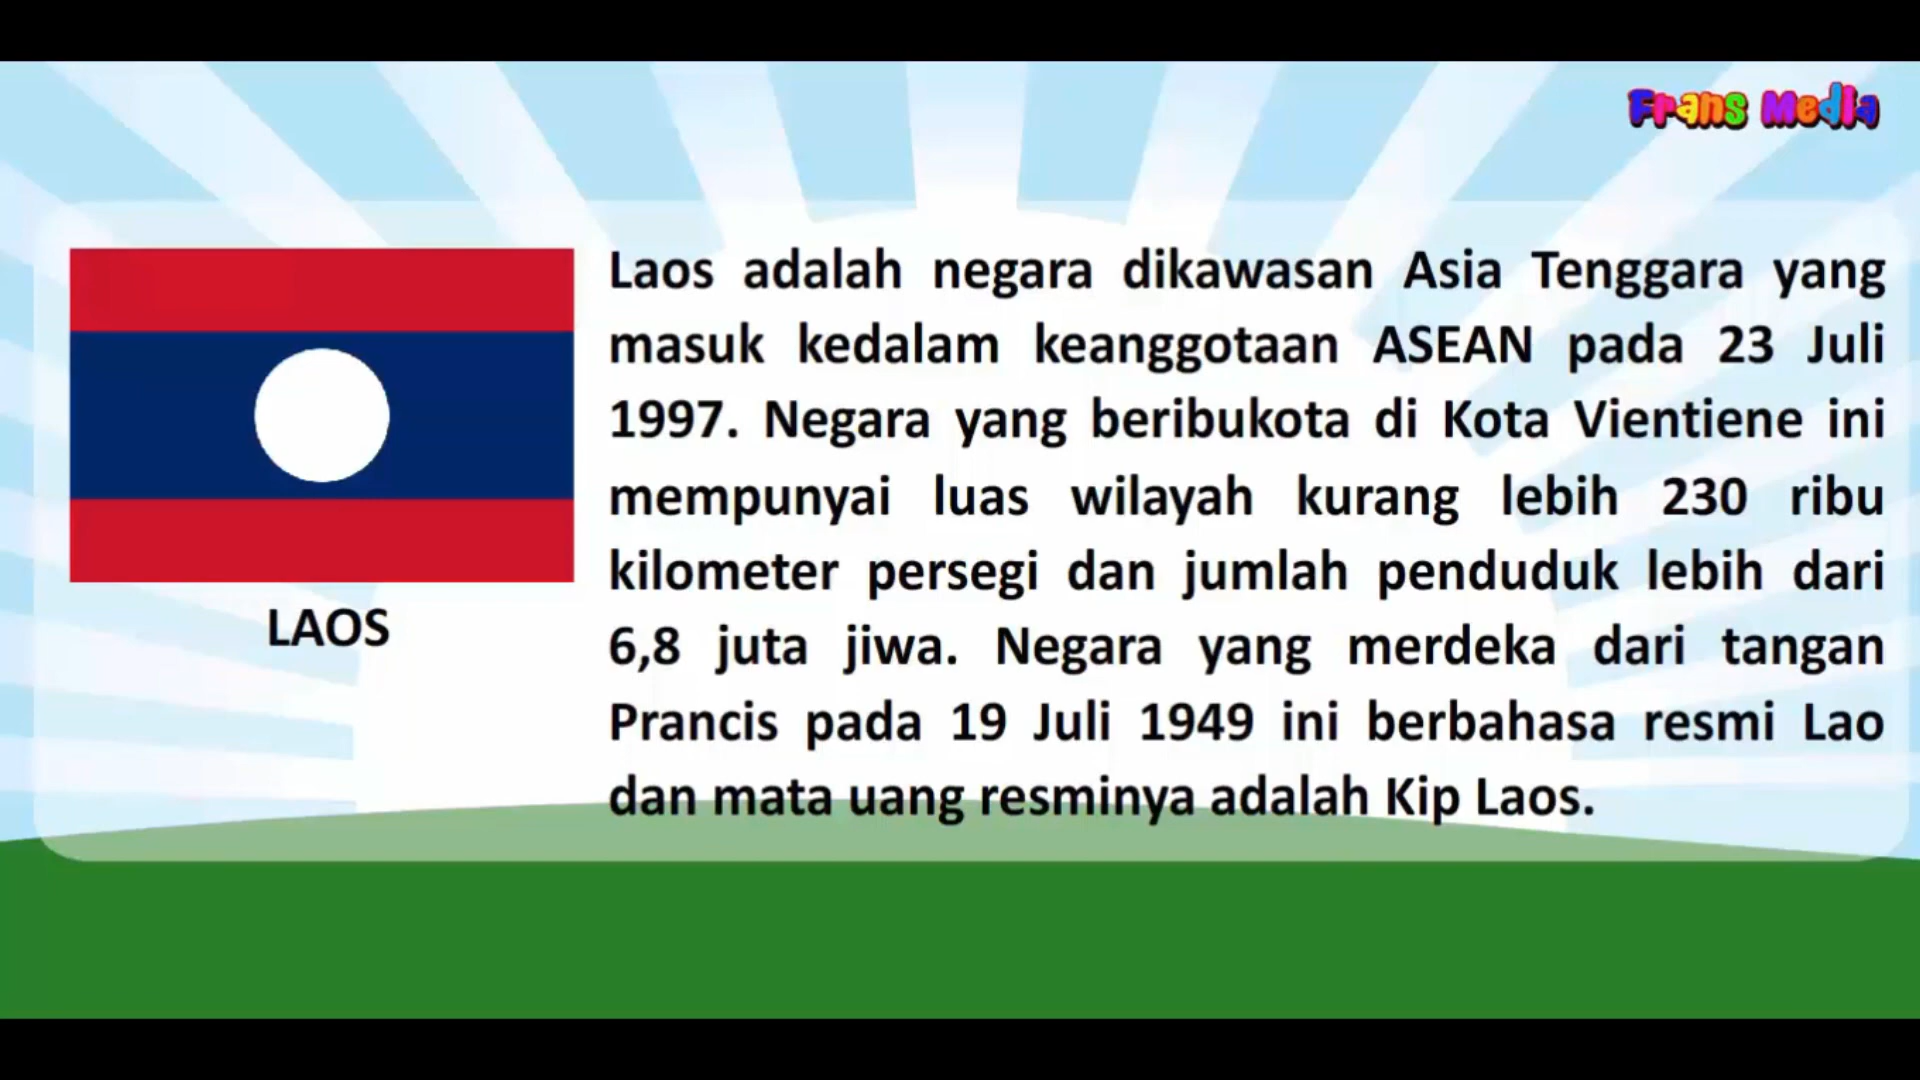 Frans Media
Laos adalah negara dikawasan Asia Tenggara yang
masuk kedalam keanggotaan ASEAN pada 23 Juli
1997. Negara yang beribukota di Kota Vientiene ini
mempunyai luas wilayah kurang lebih 230 ribu
kilometer persegi dan jumlah penduduk lebih dari
6,8 juta jiwa. Negara yang merdeka dari tangan
Prancis pada 19 Juli 1949 ini berbahasa resmi Lao
dan mata uang resminya adalah Kip Laos.
LAOS